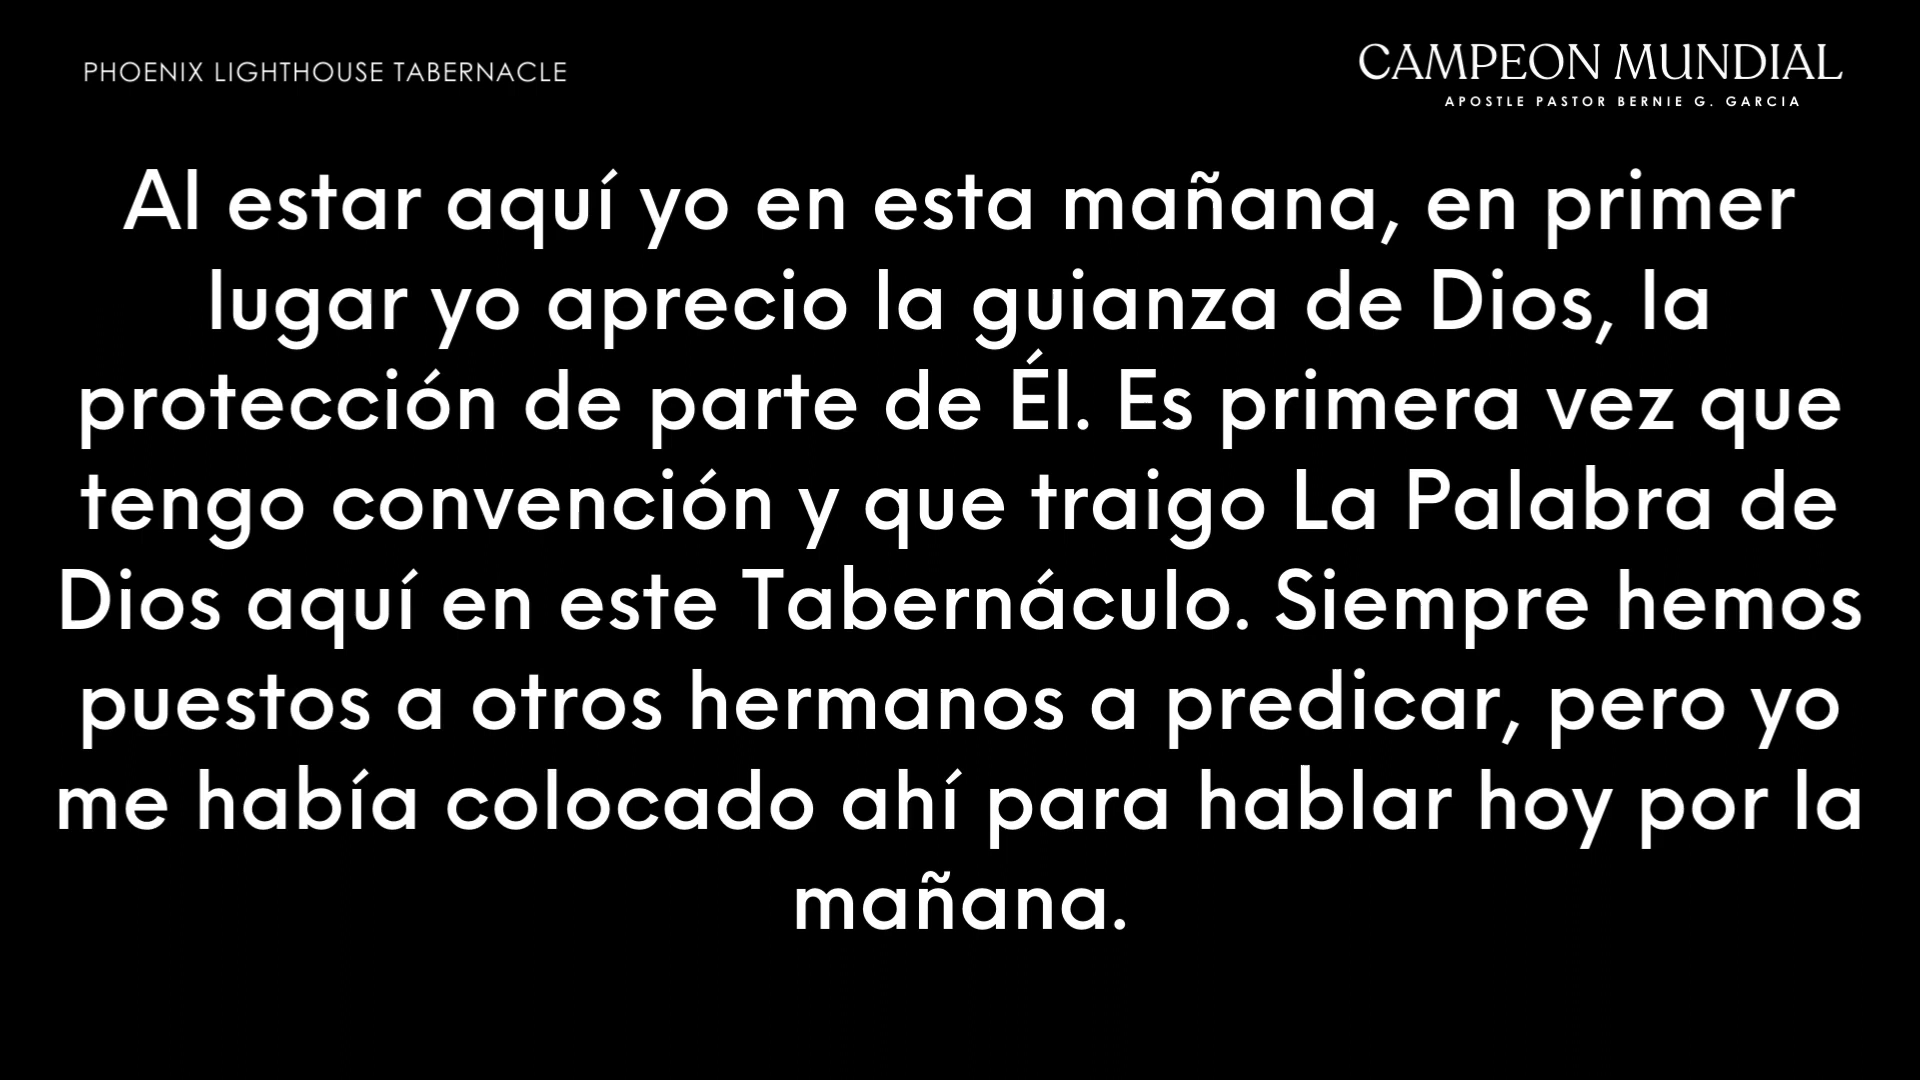 PHOENIX LIGHTHOUSE TABERNACLE
CAMPEON MUNDIAL
APOSTLE PASTOR BERNIE G. GARCIA
Al estar aquí yo en esta mañana, en primer
lugar yo aprecio la guianza de Dios, la
protección de parte de Él. Es primera vez que
tengo convención y que traigo La Palabra de
Dios aquí en este Tabernáculo. Siempre hemos
puestos a otros hermanos a predicar, pero yo
me había colocado ahí para hablar hoy por la
mañana.